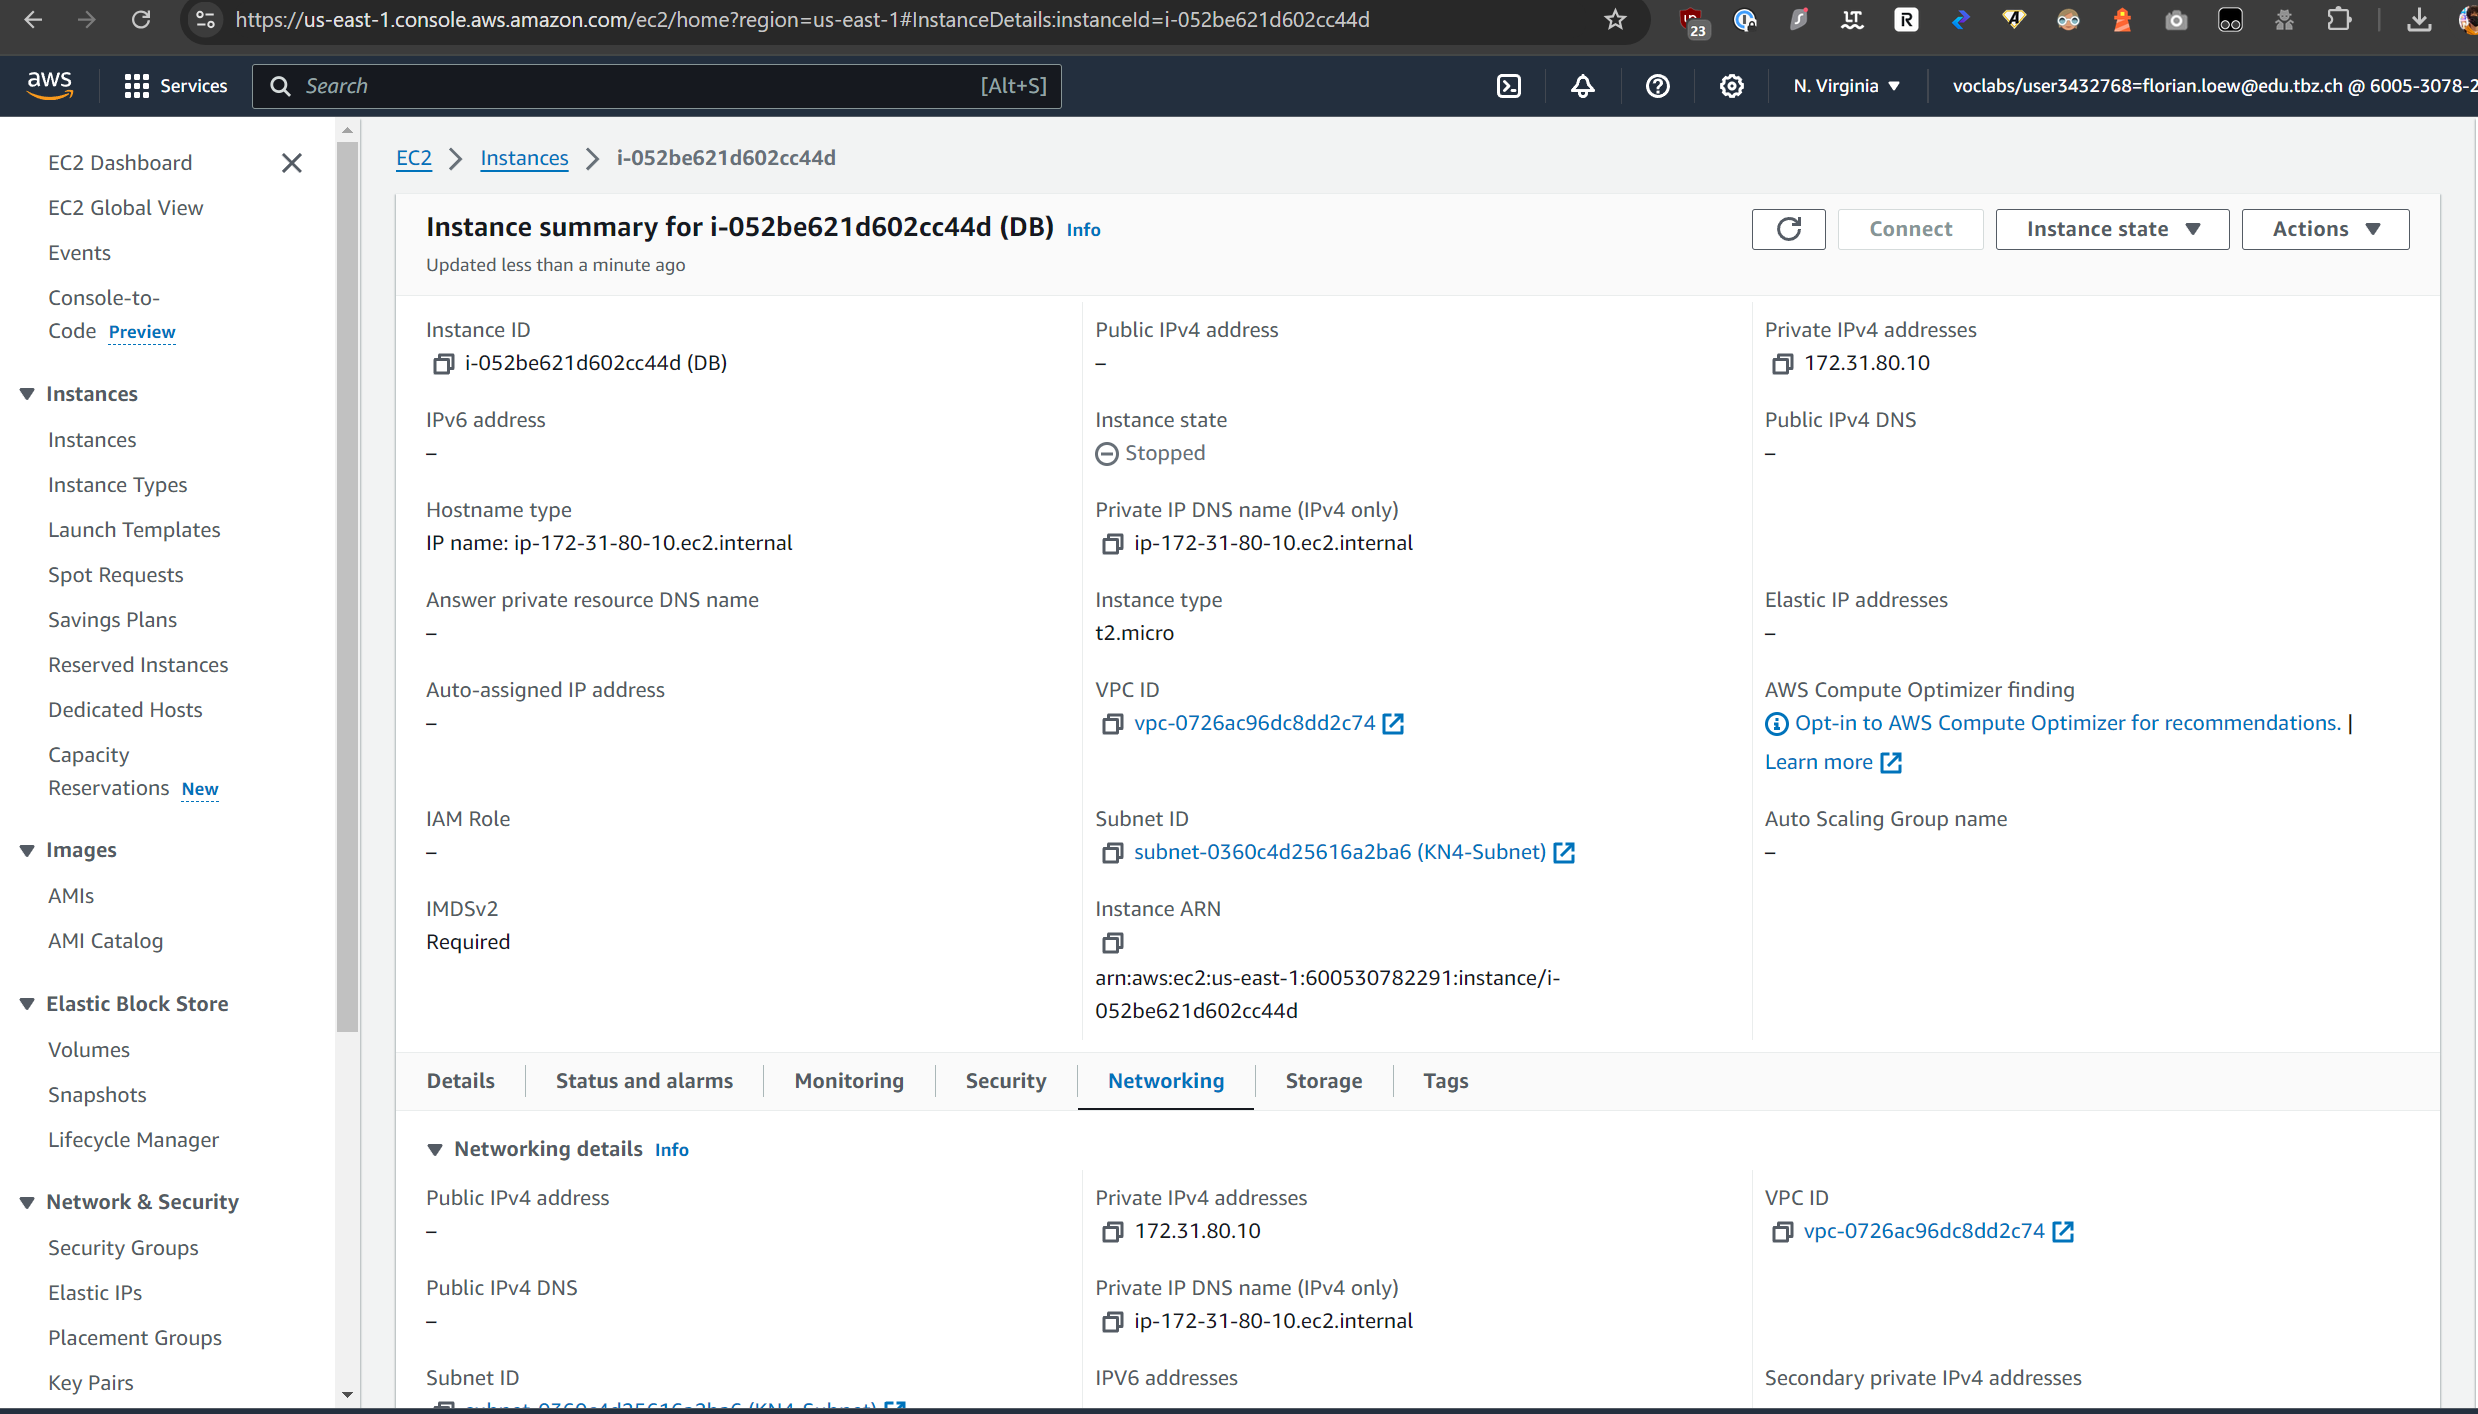 https://us-east-1.console.aws.amazon.com/ec2/home?region=us-east-1#InstanceDetails:instanceId=i-052be621d602cc44d
23
aws
Services
Search
[Alt+S]
N. Virginia
voclabs/user3432768=florian.loew@edu.tbz.ch @ 6005-3078-2
EC2 Dashboard
EC2 Global View
Events
Console-to-
Code Preview
Instances
Instances
Instance Types
Launch Templates
Spot Requests
Savings Plans
Reserved Instances
Dedicated Hosts
Capacity
Reservations New
Images
AMIs
AMI Catalog
Elastic Block Store
Volumes
Snapshots
Lifecycle Manager
Network & Security
Security Groups
Elastic IPs
Placement Groups
Key Pairs
EC2 > Instances > i-052be621d602cc44d
Instance summary for i-052be621d602cc44d (DB) Info
Updated less than a minute ago
Connect
Instance state
Actions
Instance ID
i-052be621d602cc44d (DB)
Public IPv4 address
–
Private IPv4 addresses
172.31.80.10
IPv6 address
–
Instance state
Stopped
Public IPv4 DNS
–
Hostname type
IP name: ip-172-31-80-10.ec2.internal
Private IP DNS name (IPv4 only)
ip-172-31-80-10.ec2.internal
Answer private resource DNS name
–
Instance type
t2.micro
Elastic IP addresses
–
Auto-assigned IP address
–
VPC ID
vpc-0726ac96dc8dd2c74
AWS Compute Optimizer finding
Opt-in to AWS Compute Optimizer for recommendations. |
Learn more
IAM Role
–
Subnet ID
subnet-0360c4d25616a2ba6 (KN4-Subnet)
Auto Scaling Group name
–
IMDSv2
Required
Instance ARN
arn:aws:ec2:us-east-1:600530782291:instance/i-
052be621d602cc44d
Details
Status and alarms
Monitoring
Security
Networking
Storage
Tags
Networking details Info
Public IPv4 address
–
Private IPv4 addresses
172.31.80.10
VPC ID
vpc-0726ac96dc8dd2c74
Public IPv4 DNS
–
Private IP DNS name (IPv4 only)
ip-172-31-80-10.ec2.internal
Subnet ID
subnet-0360c4d25616a2ba6 (KN4-Subnet)
IPV6 addresses
Secondary private IPv4 addresses